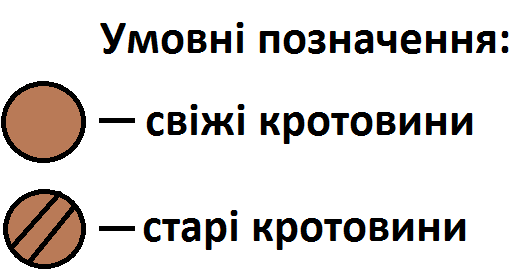 Умовні позначення:
— свіжі кротовини
— старі кротовини